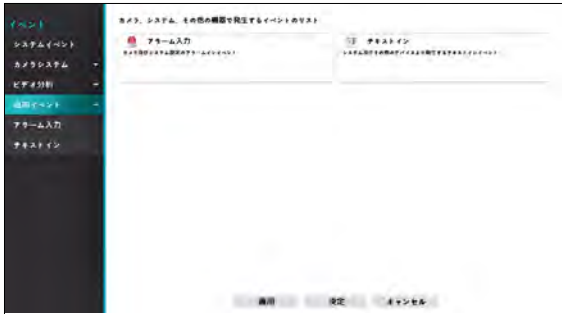 イベント
システムイベント
カメラシステム
ビデオ分析
イベント
アラーム入力
テキストイン
カメラ、システム、その他の機器で発生するイベントのリスト
アラーム入力
テキストイン
適用
決定
キャンセル